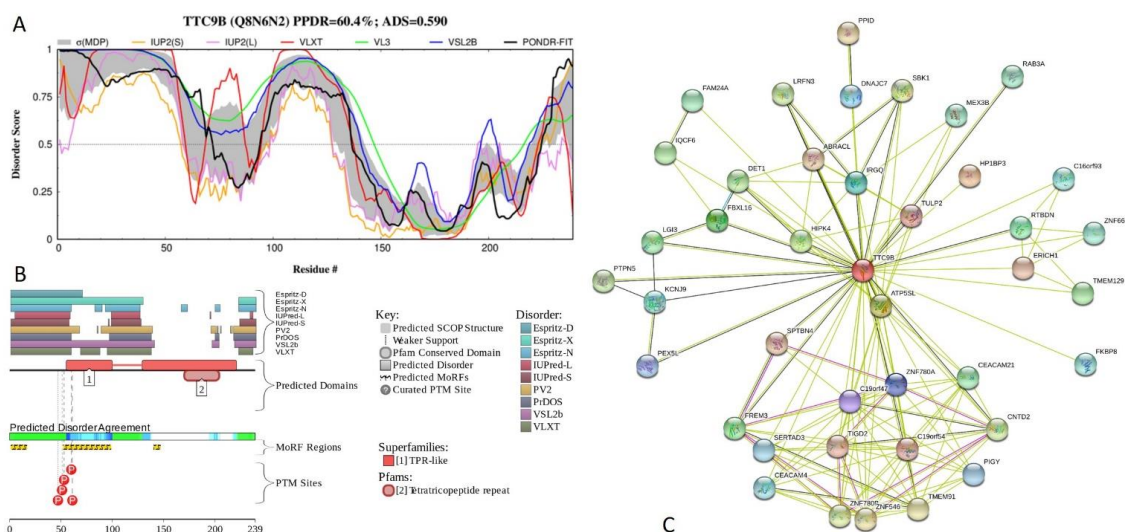 A
TTC9B (Q8N6N2) PPDR=60.4%; ADS=0.590
σ(MDP) IUP2(S) IUP2(L) VLXT VL3 VSL2B PONDR-FIT
Disorder Score
1
0.75
0.5
0.25
0
0 50 100 150 200
Residue #
B
Espritz-D
Espritz-X
Espritz-N
IUPred-L
IUPred-S
PV2
PrDOS
VSL2b
VLXT
1
2
Predicted Domains
Predicted Disorder Agreement
MoRF Regions
P
P
P P
PTM Sites
0 50 100 150 200 239
Key:
Predicted SCOP Structure
Weaker Support
Pfam Conserved Domain
Predicted Disorder
Predicted MoRFs
? Curated PTM Site
Disorder:
Espritz-D
Espritz-X
Espritz-N
IUPred-L
IUPred-S
PV2
PrDOS
VSL2b
VLXT
Superfamilies:
[1] TPR-like
Pfams:
[2] Tetratricopeptide repeat
PPID
RAB3A
LRFN3
DNAJC7
SBK1
FAM24A
MEX3B
IQCF6
ABRACL
HP1BP3
C16orf93
DET1
IRGQ
FBXL16
TULP2
RTBDN
ZNF66
LGI3
HIPK4
TTC9B
ERICH1
PTPN5
KCNJ9
TMEM129
ATP5SL
SPTBN4
PEX5L
FKBP8
ZNF780A
CEACAM21
C19orf47
FREM3
CNTD2
SERTAD3
TIGD2
C19orf54
PIGY
CEACAM4
TMEM91
ZNF546
C